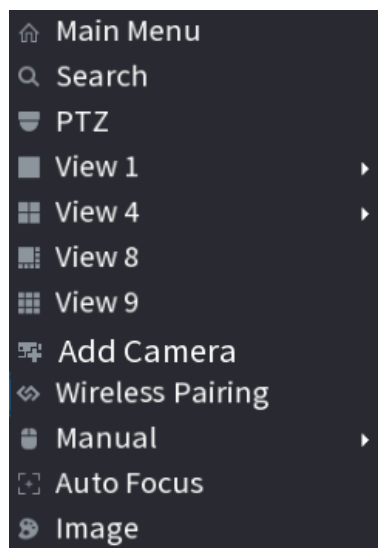 Main Menu
Search
PTZ
View 1
View 4
View 8
View 9
Add Camera
Wireless Pairing
Manual
Auto Focus
Image